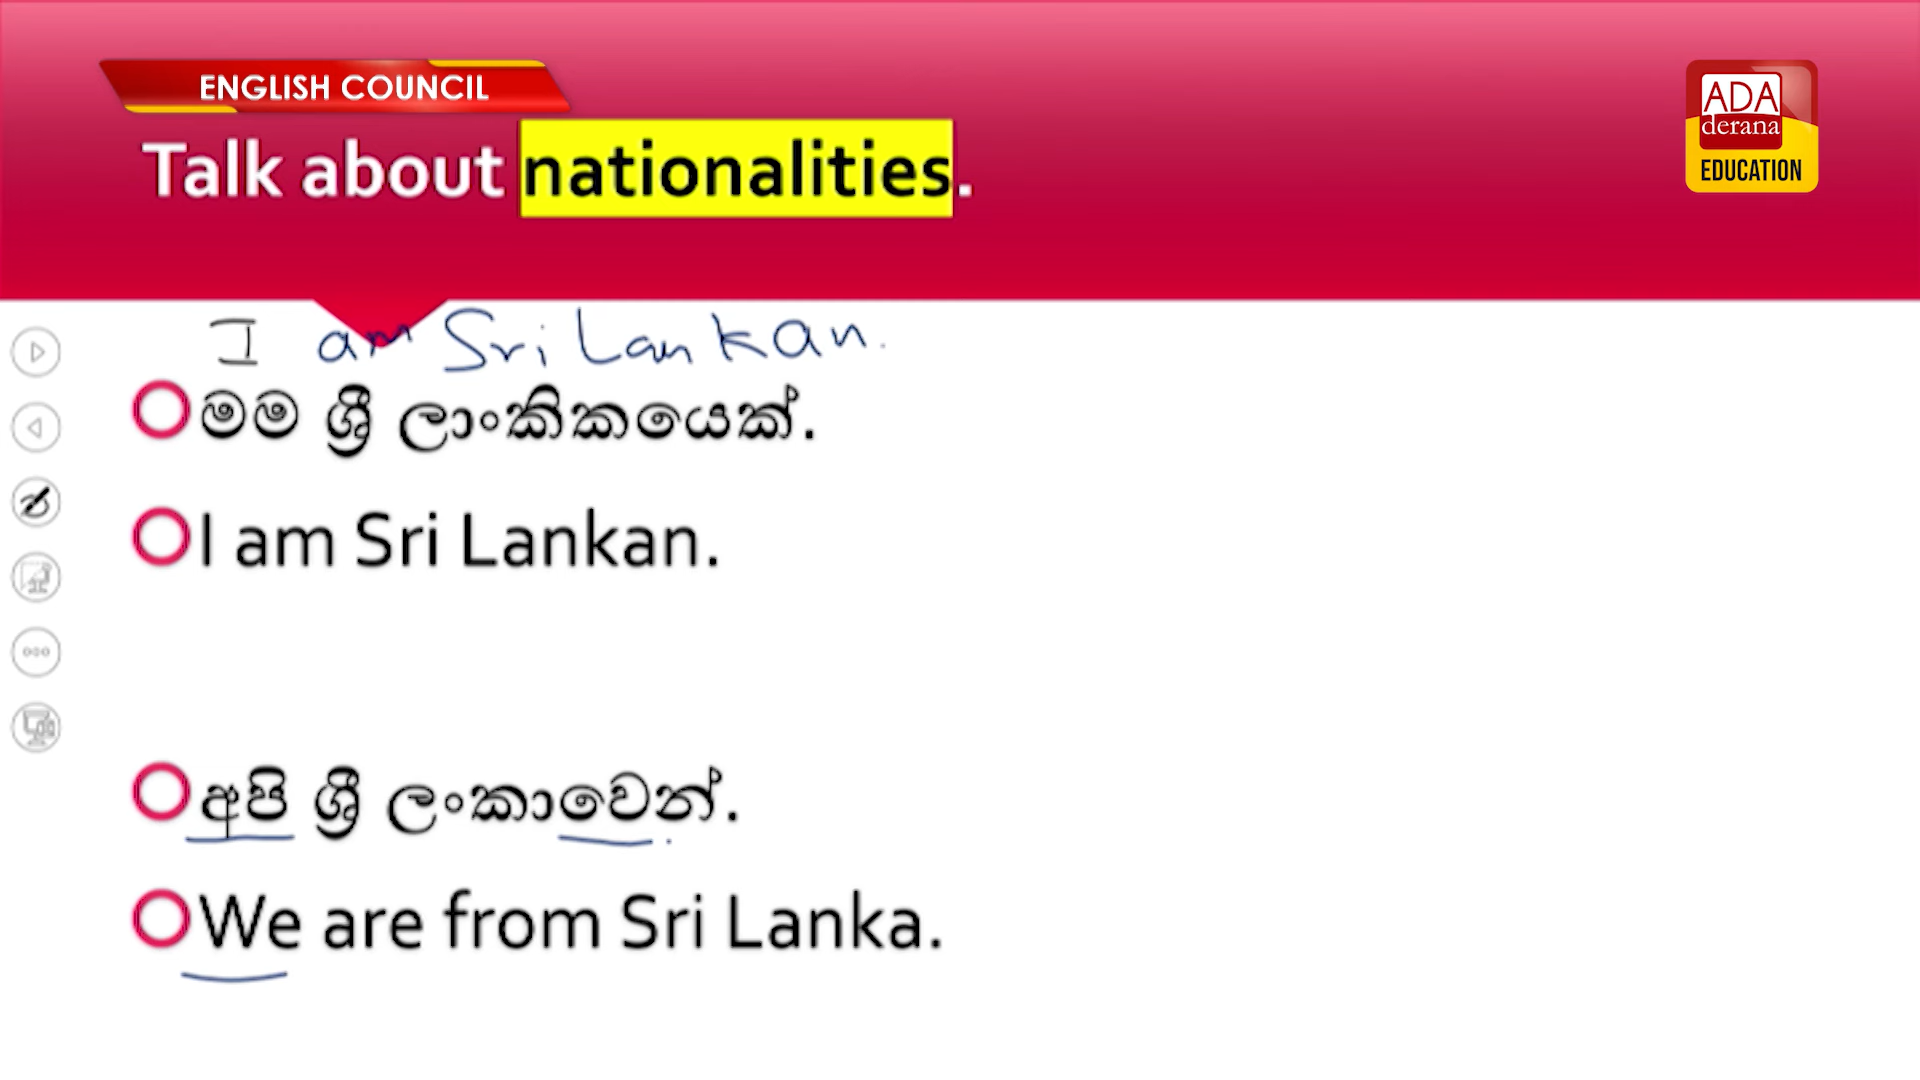 ENGLISH COUNCIL
ADA
derana
EDUCATION
Talk about nationalities.
I am Sri Lankan.
මම ශ්‍රී ලාංකිකයෙක්.
I am Sri Lankan.
අපි ශ්‍රී ලංකාවෙන්.
We are from Sri Lanka.